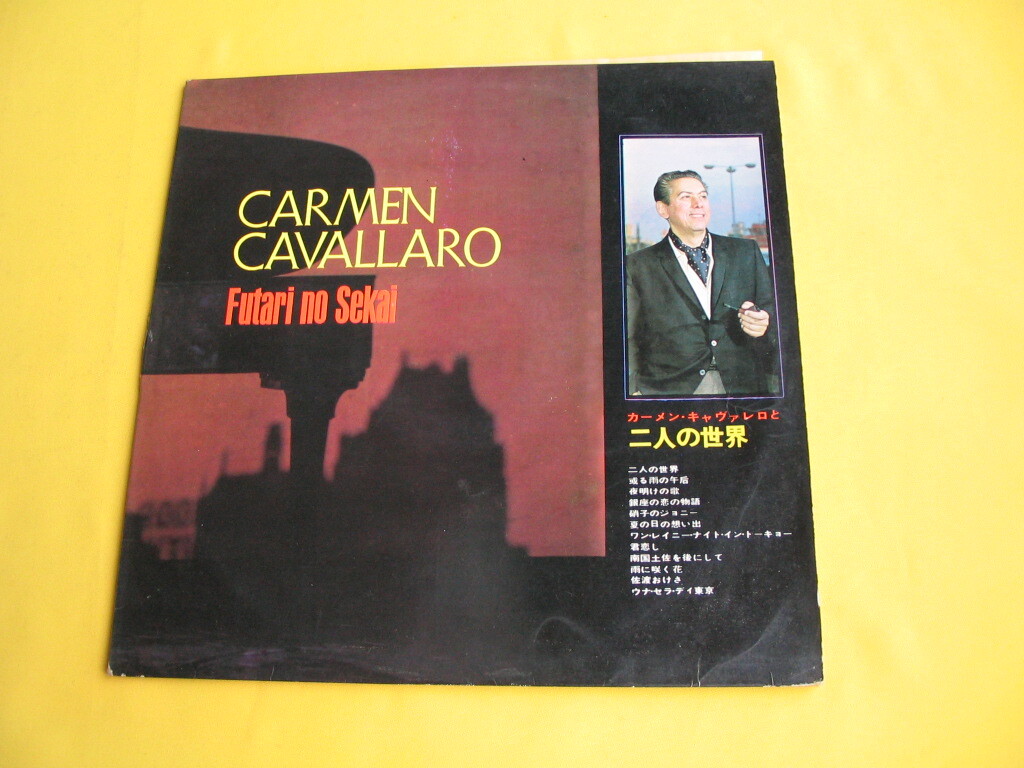 CARMEN
CAVALLARO
Futari no Sekai
カーメン・キャヴァレロと
二人の世界
二人の世界
或る雨の午后
夜明けの歌
銀座の恋の物語
硝子のジョニー
夏の日の想い出
ワン・レイニー・ナイト・イン・トーキョー
君恋し
南国土佐を後にして
雨に咲く花
佐渡おけさ
ウナ・セラ・ディ東京